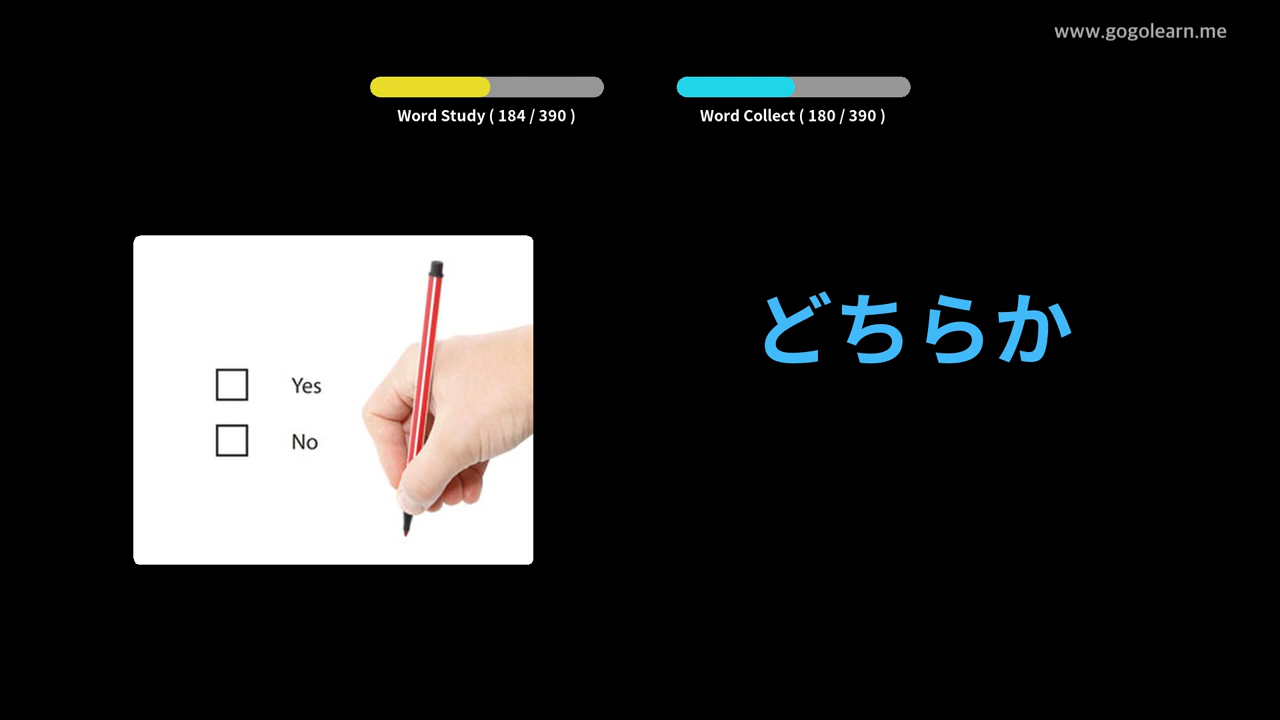 www.gogolearn.me
Word Study ( 184 / 390 )
Word Collect ( 180 / 390 )
どちらか
Yes
No